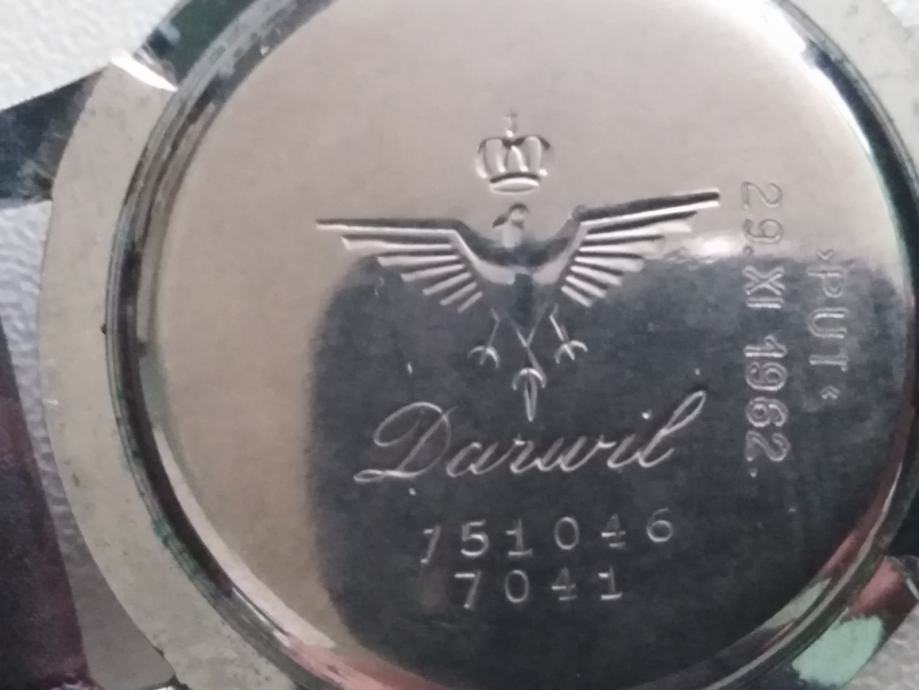 Darwil
151046
7041
»PUT«
29. XI 1962.